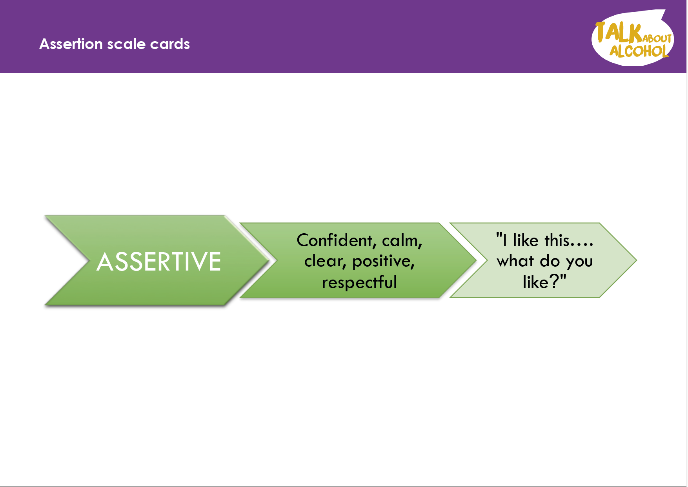 Assertion scale cards
TALK ABOUT
ALCOHOL
ASSERTIVE
Confident, calm,
clear, positive,
respectful
"I like this....
what do you
like?"